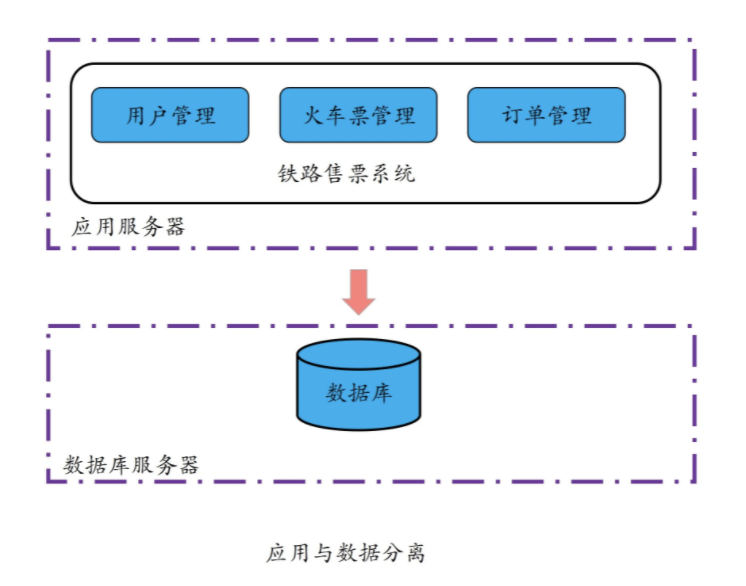 用户管理 火车票管理 订单管理
铁路售票系统
应用服务器
数据库
数据库服务器
应用与数据分离